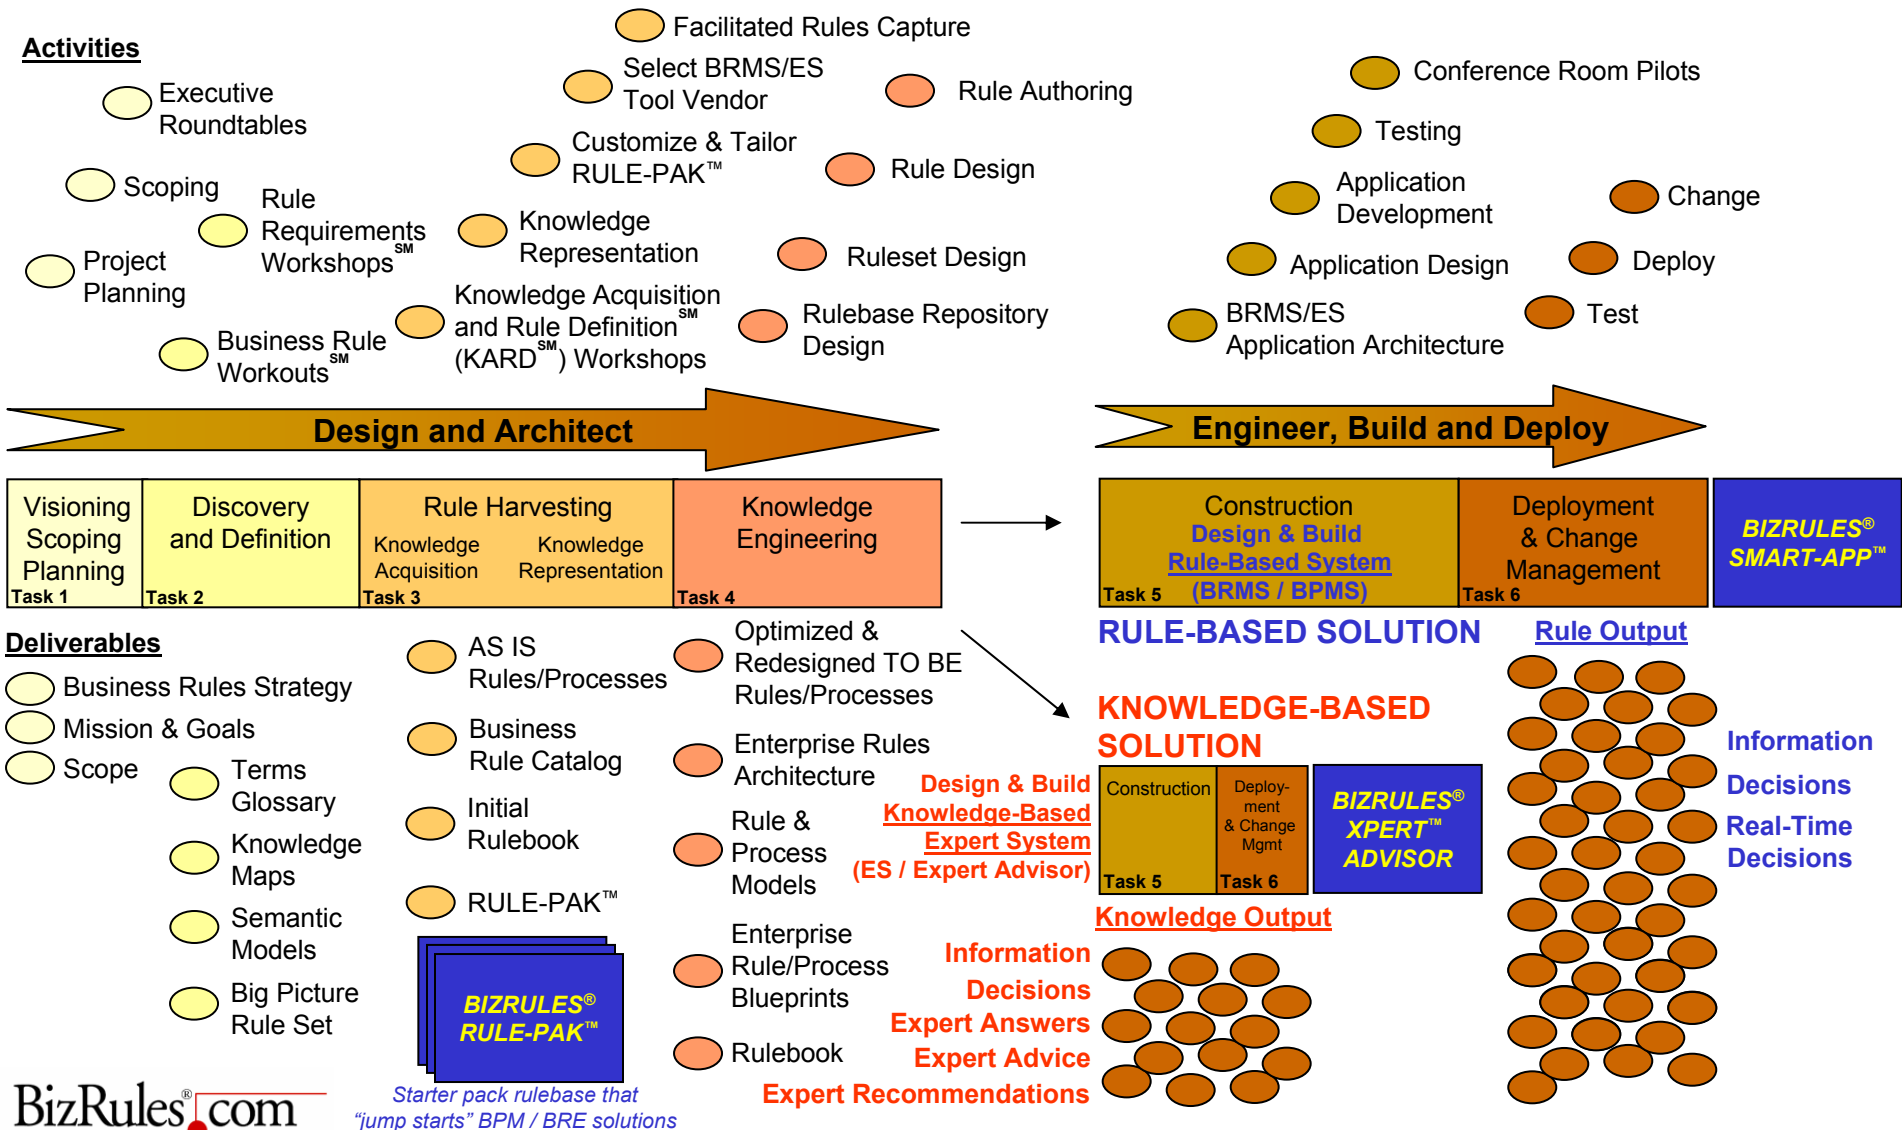 Activities
Executive
Roundtables
Scoping
Project
Planning
Rule
Requirements
Workshops℠
Business Rule
Workouts℠
Facilitated Rules Capture
Select BRMS/ES
Tool Vendor
Customize & Tailor
RULE-PAK™
Knowledge
Representation
Knowledge Acquisition
and Rule Definition℠
(KARD℠) Workshops
Rule Authoring
Rule Design
Ruleset Design
Rulebase Repository
Design
Conference Room Pilots
Testing
Application
Development
Application Design
BRMS/ES
Application Architecture
Change
Deploy
Test
Design and Architect
Engineer, Build and Deploy
Visioning
Scoping
Planning
Task 1
Discovery
and Definition
Task 2
Rule Harvesting
Knowledge
Acquisition
Knowledge
Representation
Task 3
Knowledge
Engineering
Task 4
Construction
Design & Build
Rule-Based System
(BRMS / BPMS)
Task 5
Deployment
& Change
Management
Task 6
BIZRULES®
SMART-APP™
Deliverables
Business Rules Strategy
Mission & Goals
Scope
Terms
Glossary
Knowledge
Maps
Semantic
Models
Big Picture
Rule Set
AS IS
Rules/Processes
Business
Rule Catalog
Initial
Rulebook
RULE-PAK™
BIZRULES®
RULE-PAK™
Starter pack rulebase that
"jump starts" BPM / BRE solutions
Optimized &
Redesigned TO BE
Rules/Processes
Enterprise Rules
Architecture
Rule &
Process
Models
Enterprise
Rule/Process
Blueprints
Rulebook
RULE-BASED SOLUTION
Rule Output
Information
Decisions
Real-Time
Decisions
KNOWLEDGE-BASED
SOLUTION
Design & Build
Knowledge-Based
Expert System
(ES / Expert Advisor)
Construction
Task 5
Deploy-
ment
& Change
Mgmt
Task 6
BIZRULES®
XPERT™
ADVISOR
Knowledge Output
Information
Decisions
Expert Answers
Expert Advice
Expert Recommendations
BizRules®.com